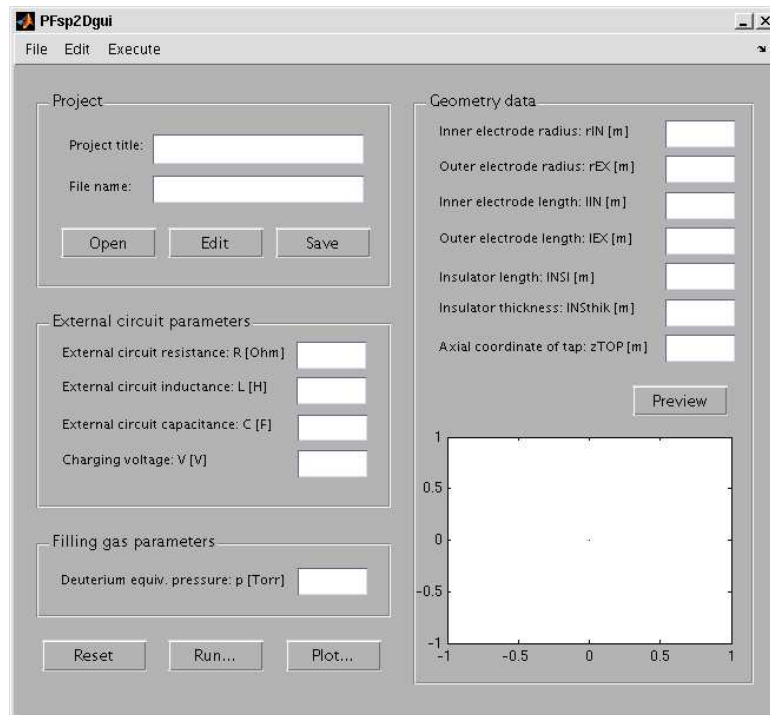 PFsp2Dgui
File Edit Execute
Project
Project title:
File name:
Open Edit Save
External circuit parameters
External circuit resistance: R [Ohm]
External circuit inductance: L [H]
External circuit capacitance: C [F]
Charging voltage: V [V]
Filling gas parameters
Deuterium equiv. pressure: p [Torr]
Reset Run... Plot...
Geometry data
Inner electrode radius: rIN [m]
Outer electrode radius: rEX [m]
Inner electrode length: lIN [m]
Outer electrode length: lEX [m]
Insulator length: INSl [m]
Insulator thickness: INSthik [m]
Axial coordinate of tap: zTOP [m]
Preview
1
0.5
0
-0.5
-1
-1 -0.5 0 0.5 1